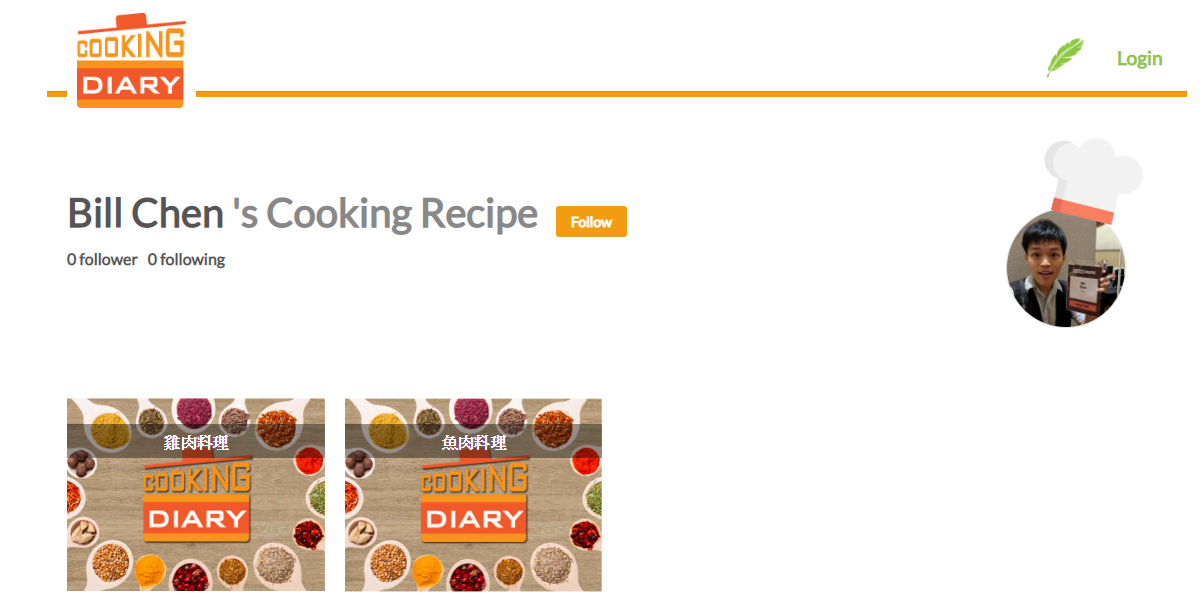 COOKING
DIARY
Login
Bill Chen 's Cooking Recipe
Follow
0 follower 0 following
雞肉料理
魚肉料理
COOKING
DIARY
COOKING
DIARY